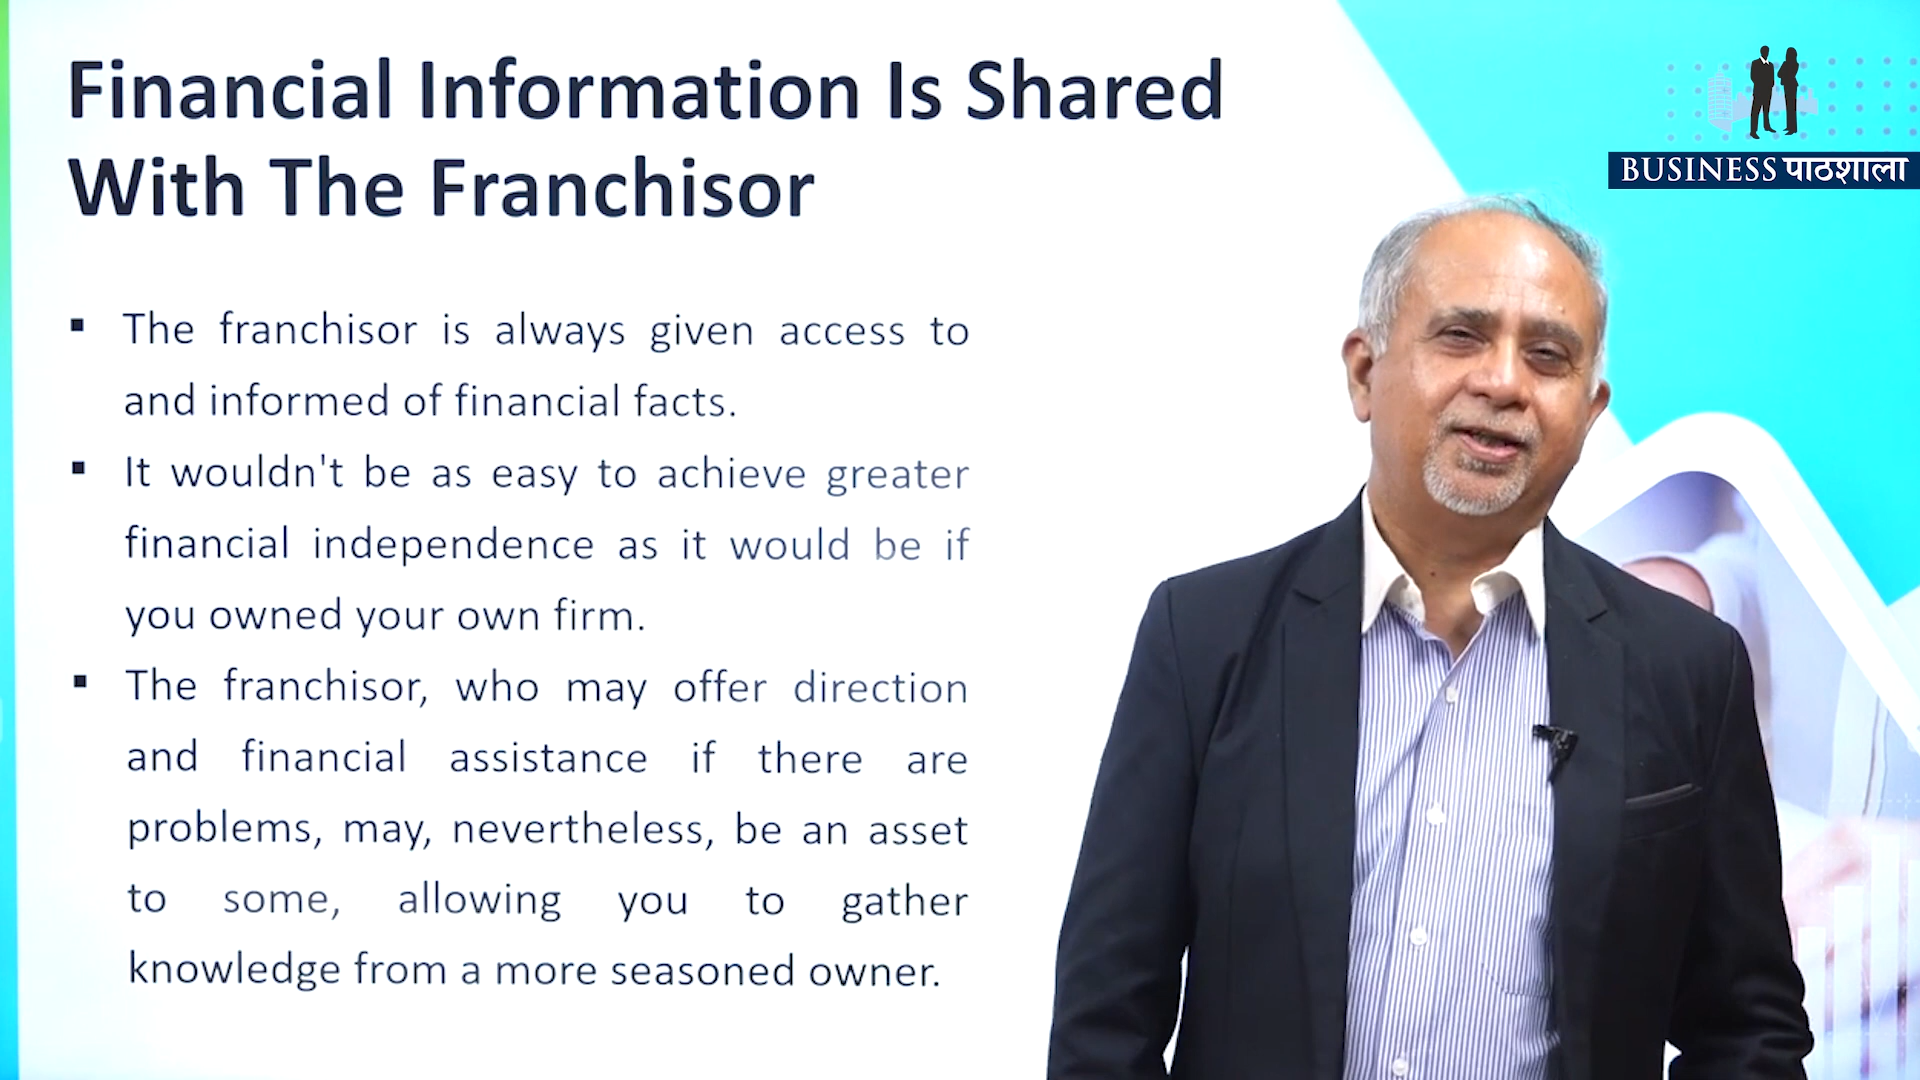 Financial Information Is Shared
With The Franchisor
BUSINESS पाठशाला
▪ The franchisor is always given access to
and informed of financial facts.
▪ It wouldn't be as easy to achieve greater
financial independence as it would be if
you owned your own firm.
▪ The franchisor, who may offer direction
and financial assistance if there are
problems, may, nevertheless, be an asset
to some, allowing you to gather
knowledge from a more seasoned owner.